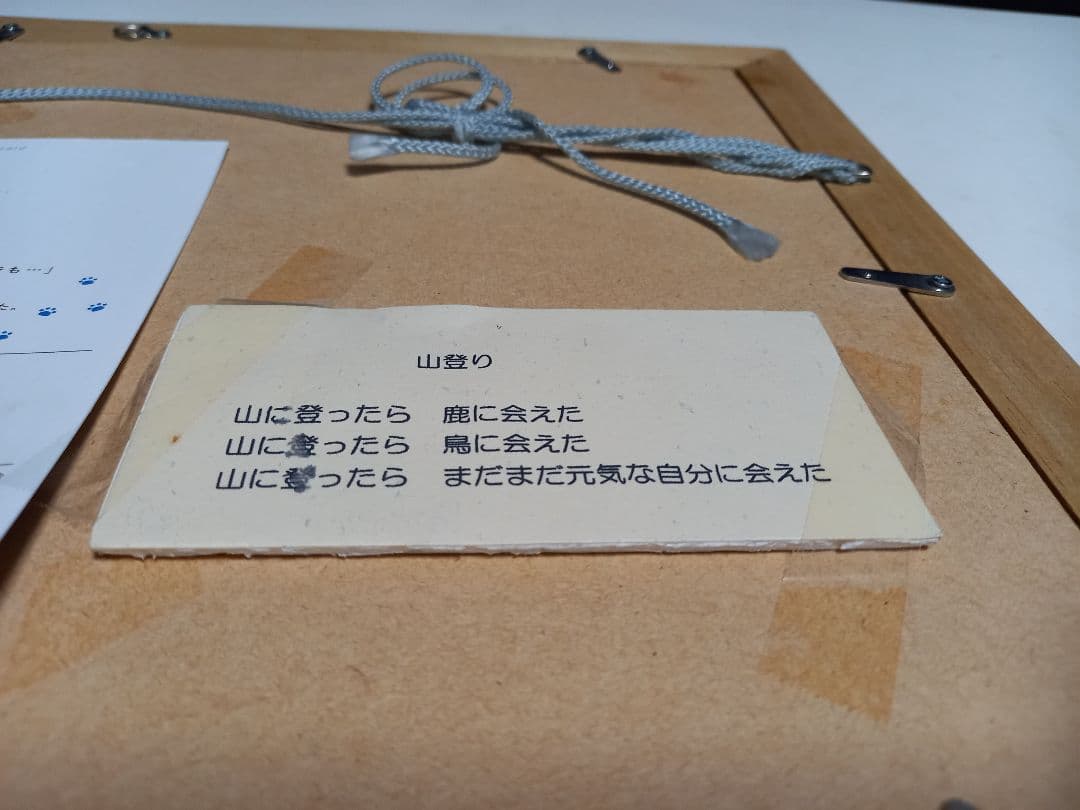 山登り
山に登ったら　鹿に会えた
山に登ったら　鳥に会えた
山に登ったら　まだまだ元気な自分に会えた